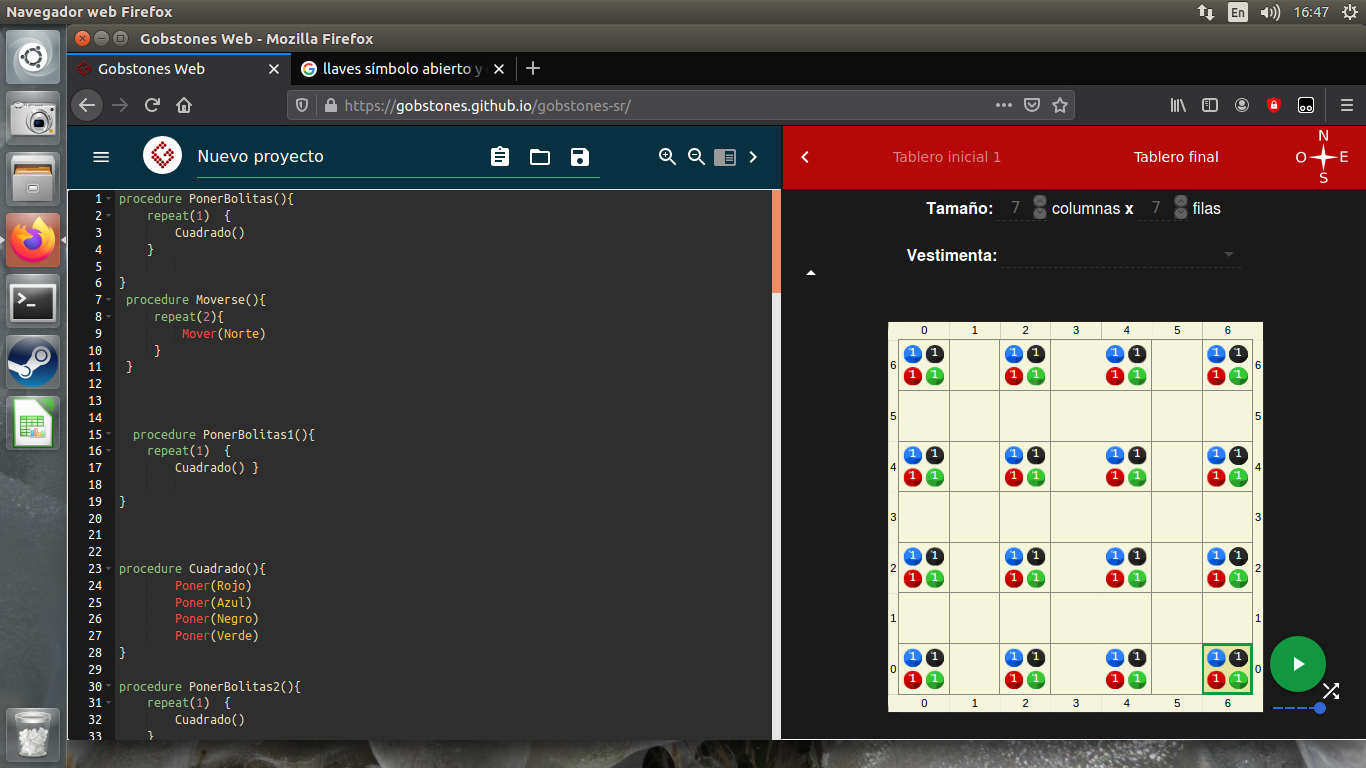 Navegador web Firefox
En
16:47
Gobstones Web - Mozilla Firefox
Gobstones Web
llaves símbolo abierto y
https://gobstones.github.io/gobstones-sr/
Nuevo proyecto
Tablero inicial 1
Tablero final
N
O E
S
1 procedure PonerBolitas(){
2 repeat(1) {
3 Cuadrado()
4 }
5
6 }
7 procedure Moverse(){
8 repeat(2){
9 Mover(Norte)
10 }
11 }
12
13
14
15 procedure PonerBolitas1(){
16 repeat(1) {
17 Cuadrado() }
18
19 }
20
21
22
23 procedure Cuadrado(){
24 Poner(Rojo)
25 Poner(Azul)
26 Poner(Negro)
27 Poner(Verde)
28 }
29
30 procedure PonerBolitas2(){
31 repeat(1) {
32 Cuadrado()
33 }
Tamaño: 7 columnas x 7 filas
Vestimenta:
0 1 2 3 4 5 6
1 1 1 1 1 1 1 1
6 6
1 1 1 1 1 1 1 1
5 5
1 1 1 1 1 1 1 1
4 4
1 1 1 1 1 1 1 1
3 3
1 1 1 1 1 1 1 1
2 2
1 1 1 1 1 1 1 1
1 1
1 1 1 1 1 1 1 1
0 0
1 1 1 1 1 1 1 1
0 1 2 3 4 5 6